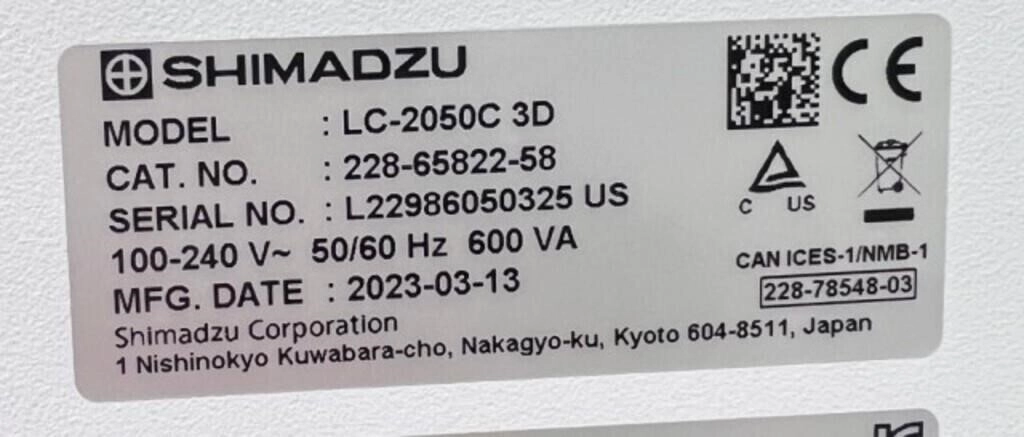 SHIMADZU
MODEL : LC-2050C 3D
CAT. NO. : 228-65822-58
SERIAL NO. : L22986050325 US
100-240 V~ 50/60 Hz 600 VA
MFG. DATE : 2023-03-13
Shimadzu Corporation
1 Nishinokyo Kuwabara-cho, Nakagyo-ku, Kyoto 604-8511, Japan
CE
C US
CAN ICES-1/NMB-1
228-78548-03